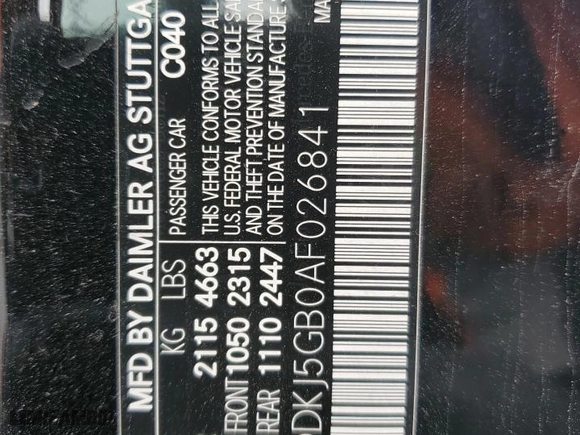 MFD BY DAIMLER AG STUTTGA
KG LBS C040
2115 4663 PASSENGER CAR
FRONT 1050 2315 THIS VEHICLE CONFORMS TO ALL
REAR 1110 2447 U.S. FEDERAL MOTOR VEHICLE SA
AND THEFT PREVENTION STANDA
ON THE DATE OF MANUFACTURE
DKJ5GB0AF026841
MA